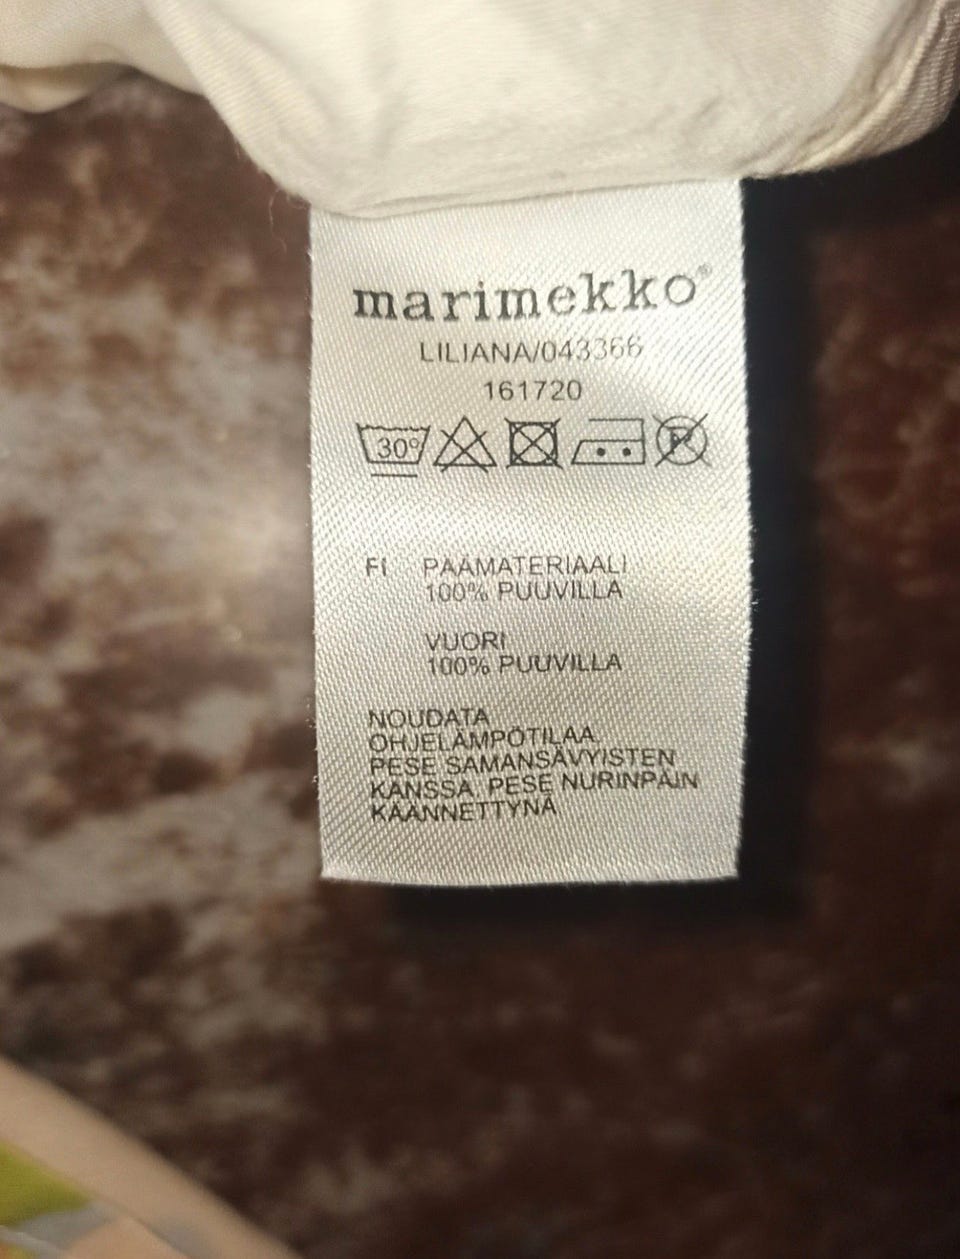 marimekko®
LILIANA/043366
161720
30°
P
FI PÄÄMATERIAALI
100% PUUVILLA
VUORI
100% PUUVILLA
NOUDATA
OHJELÄMPÖTILAA.
PESE SAMANSÄVYISTEN
KANSSA. PESE NURINPÄIN
KÄÄNNETTYNÄ